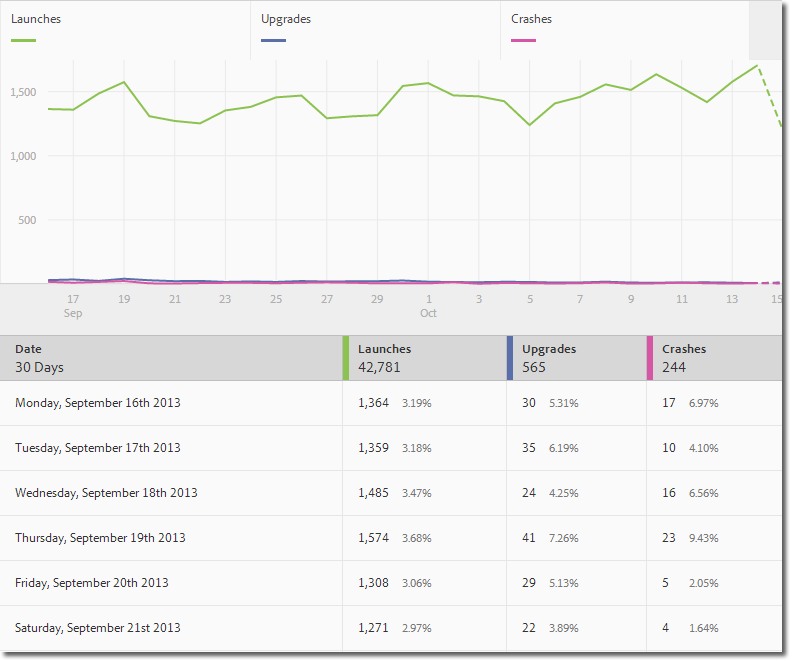 Launches Upgrades Crashes
1,500
1,000
500
17 19 21 23 25 27 29 1 3 5 7 9 11 13 15
Sep Oct
Date Launches Upgrades Crashes
30 Days 42,781 565 244
Monday, September 16th 2013 1,364 3.19% 30 5.31% 17 6.97%
Tuesday, September 17th 2013 1,359 3.18% 35 6.19% 10 4.10%
Wednesday, September 18th 2013 1,485 3.47% 24 4.25% 16 6.56%
Thursday, September 19th 2013 1,574 3.68% 41 7.26% 23 9.43%
Friday, September 20th 2013 1,308 3.06% 29 5.13% 5 2.05%
Saturday, September 21st 2013 1,271 2.97% 22 3.89% 4 1.64%